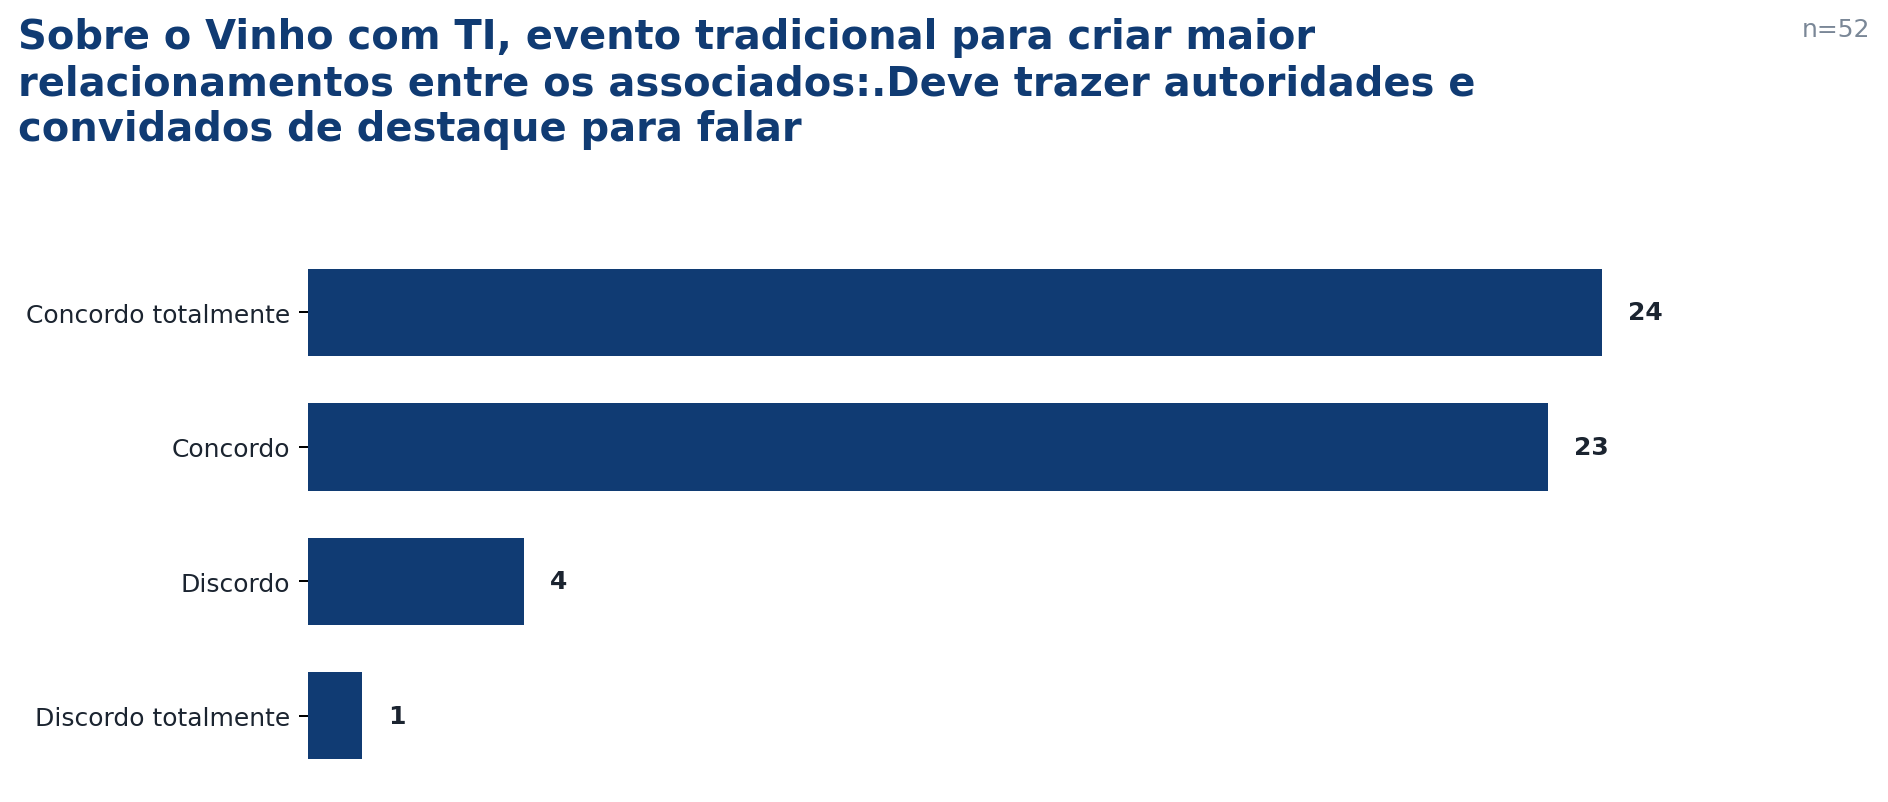 Sobre o Vinho com TI, evento tradicional para criar maior
relacionamentos entre os associados:.Deve trazer autoridades e
convidados de destaque para falar
n=52
Concordo totalmente
24
Concordo
23
Discordo
4
Discordo totalmente
1